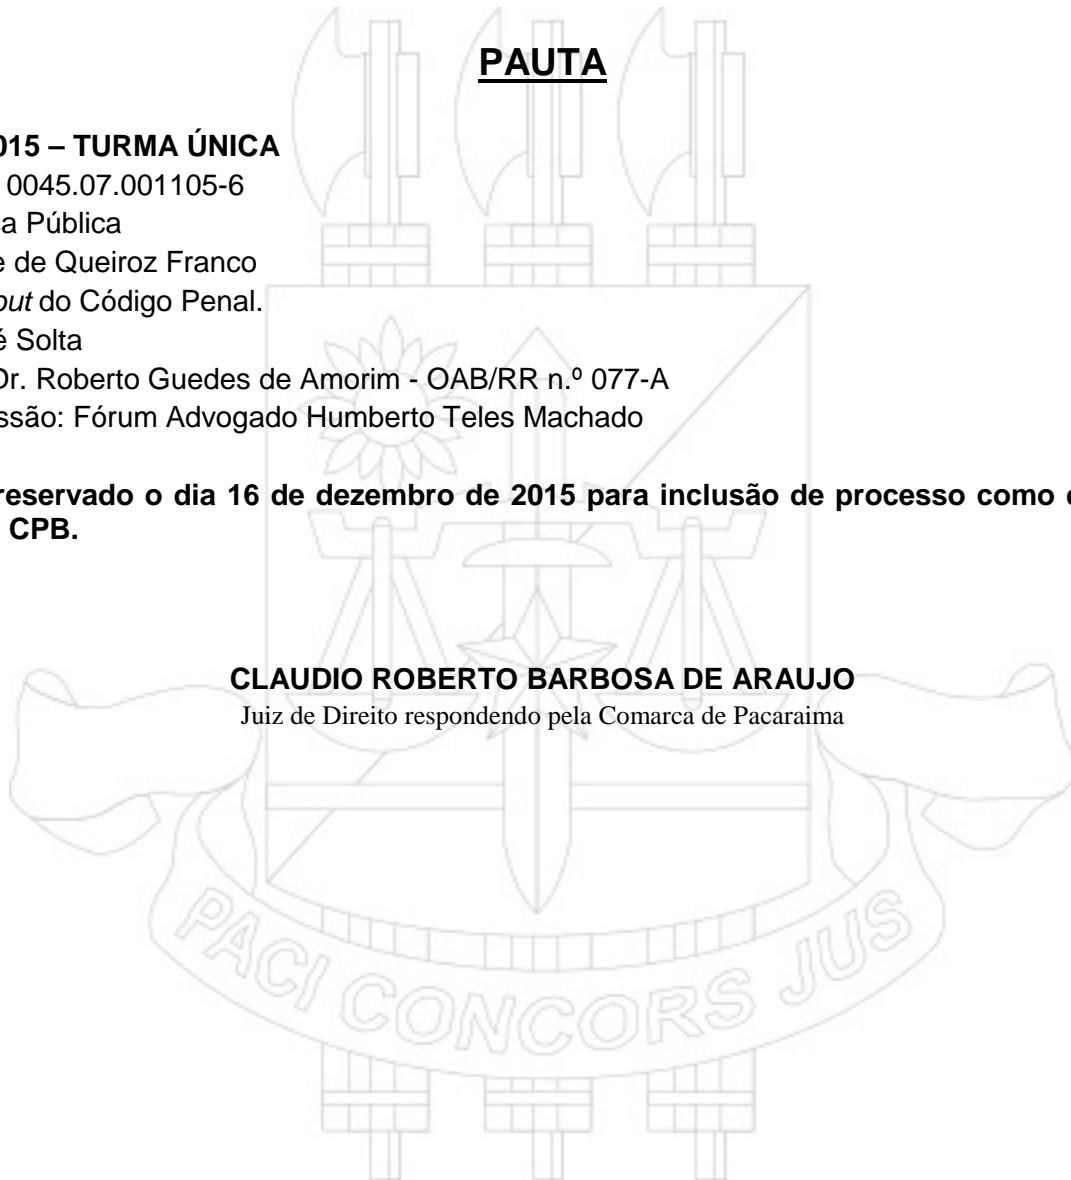 PAUTA
015 – TURMA ÚNICA
0045.07.001105-6
a Pública
e de Queiroz Franco
put do Código Penal.
é Solta
Dr. Roberto Guedes de Amorim - OAB/RR n.º 077-A
ssão: Fórum Advogado Humberto Teles Machado
reservado o dia 16 de dezembro de 2015 para inclusão de processo como
CPB.
CLAUDIO ROBERTO BARBOSA DE ARAUJO
Juiz de Direito respondendo pela Comarca de Pacaraima
PACI CONCORS JUS